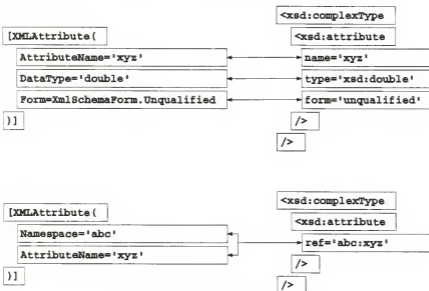 <xsd:complexType
[XMLAttribute( <xsd:attribute
AttributeName='xyz' name='xyz'
DataType='double' type='xsd:double'
Form=XmlSchemaForm.Unqualified form='unqualified'
)] />
/>
<xsd:complexType
[XMLAttribute( <xsd:attribute
Namespace='abc'
ref='abc:xyz'
AttributeName='xyz'
)] />
/>